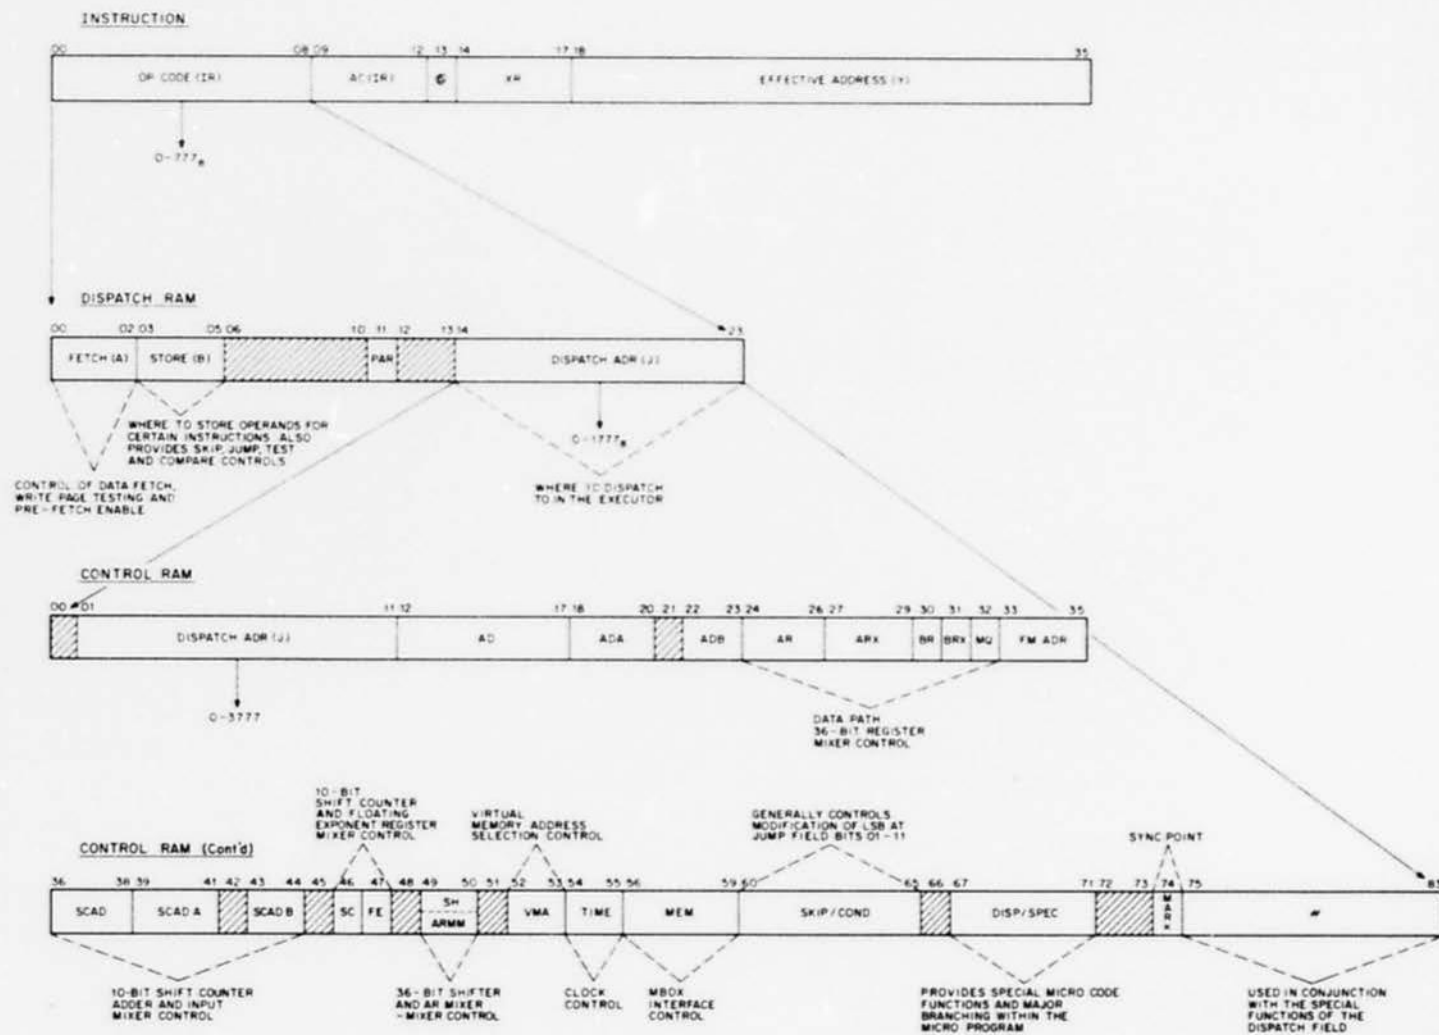 INSTRUCTION
00 08 09 12 13 14 17 18 35
OP CODE (IR) AC (IR) @ XR EFFECTIVE ADDRESS (Y)
0-777₈
DISPATCH RAM
00 02 03 05 06 10 11 12 13 14 23
FETCH (A) STORE (B) PAR DISPATCH ADR (J)
WHERE TO STORE OPERANDS FOR
CERTAIN INSTRUCTIONS. ALSO
PROVIDES SKIP, JUMP, TEST
AND COMPARE CONTROLS
0-1777₈
CONTROL OF DATA FETCH,
WRITE PAGE TESTING AND
PRE-FETCH ENABLE
WHERE TO DISPATCH
TO IN THE EXECUTOR
CONTROL RAM
00 01 11 12 17 18 20 21 22 23 24 26 27 29 30 31 32 33 35
DISPATCH ADR (J) AD ADA ADB AR ARX BR BRX MQ FM ADR
0-3777
DATA PATH
36-BIT REGISTER
MIXER CONTROL
10-BIT
SHIFT COUNTER
AND FLOATING
EXPONENT REGISTER
MIXER CONTROL
VIRTUAL
MEMORY ADDRESS
SELECTION CONTROL
GENERALLY CONTROLS
MODIFICATION OF LSB AT
JUMP FIELD BITS 01-11
SYNC POINT
CONTROL RAM (Cont'd)
36 38 39 41 42 43 44 45 46 47 48 49 50 51 52 53 54 55 56 59 60 65 66 67 71 72 73 74 75 83
SCAD SCAD A SCAD B SC FE SH ARMM VMA TIME MEM SKIP/COND DISP/SPEC MARK #
10-BIT SHIFT COUNTER
ADDER AND INPUT
MIXER CONTROL
36-BIT SHIFTER
AND AR MIXER
-MIXER CONTROL
CLOCK
CONTROL
MBOX
INTERFACE
CONTROL
PROVIDES SPECIAL MICRO CODE
FUNCTIONS AND MAJOR
BRANCHING WITHIN THE
MICRO PROGRAM
USED IN CONJUNCTION
WITH THE SPECIAL
FUNCTIONS OF THE
DISPATCH FIELD